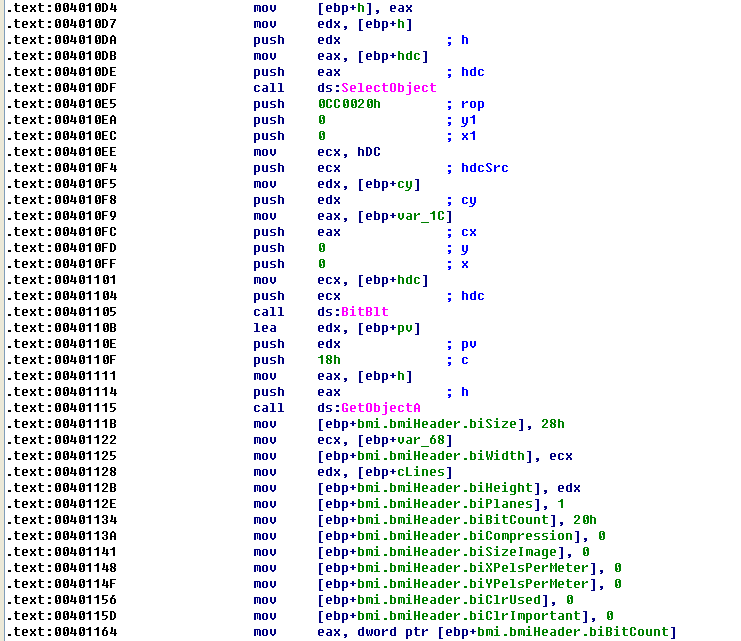 .text:004010D4 mov [ebp+h], eax
.text:004010D7 mov edx, [ebp+h]
.text:004010DA push edx ; h
.text:004010DB mov eax, [ebp+hdc]
.text:004010DE push eax ; hdc
.text:004010DF call ds:SelectObject
.text:004010E5 push 0CC0020h ; rop
.text:004010EA push 0 ; y1
.text:004010EC push 0 ; x1
.text:004010EE mov ecx, hDC
.text:004010F4 push ecx ; hdcSrc
.text:004010F5 mov edx, [ebp+cy]
.text:004010F8 push edx ; cy
.text:004010F9 mov eax, [ebp+var_1C]
.text:004010FC push eax ; cx
.text:004010FD push 0 ; y
.text:004010FF push 0 ; x
.text:00401101 mov ecx, [ebp+hdc]
.text:00401104 push ecx ; hdc
.text:00401105 call ds:BitBlt
.text:0040110B lea edx, [ebp+pv]
.text:0040110E push edx ; pv
.text:0040110F push 18h ; c
.text:00401111 mov eax, [ebp+h]
.text:00401114 push eax ; h
.text:00401115 call ds:GetObjectA
.text:0040111B mov [ebp+bmi.bmiHeader.biSize], 28h
.text:00401122 mov ecx, [ebp+var_68]
.text:00401125 mov [ebp+bmi.bmiHeader.biWidth], ecx
.text:00401128 mov edx, [ebp+cLines]
.text:0040112B mov [ebp+bmi.bmiHeader.biHeight], edx
.text:0040112E mov [ebp+bmi.bmiHeader.biPlanes], 1
.text:00401134 mov [ebp+bmi.bmiHeader.biBitCount], 20h
.text:0040113A mov [ebp+bmi.bmiHeader.biCompression], 0
.text:00401141 mov [ebp+bmi.bmiHeader.biSizeImage], 0
.text:00401148 mov [ebp+bmi.bmiHeader.biXPelsPerMeter], 0
.text:0040114F mov [ebp+bmi.bmiHeader.biYPelsPerMeter], 0
.text:00401156 mov [ebp+bmi.bmiHeader.biClrUsed], 0
.text:0040115D mov [ebp+bmi.bmiHeader.biClrImportant], 0
.text:00401164 mov eax, dword ptr [ebp+bmi.bmiHeader.biBitCount]